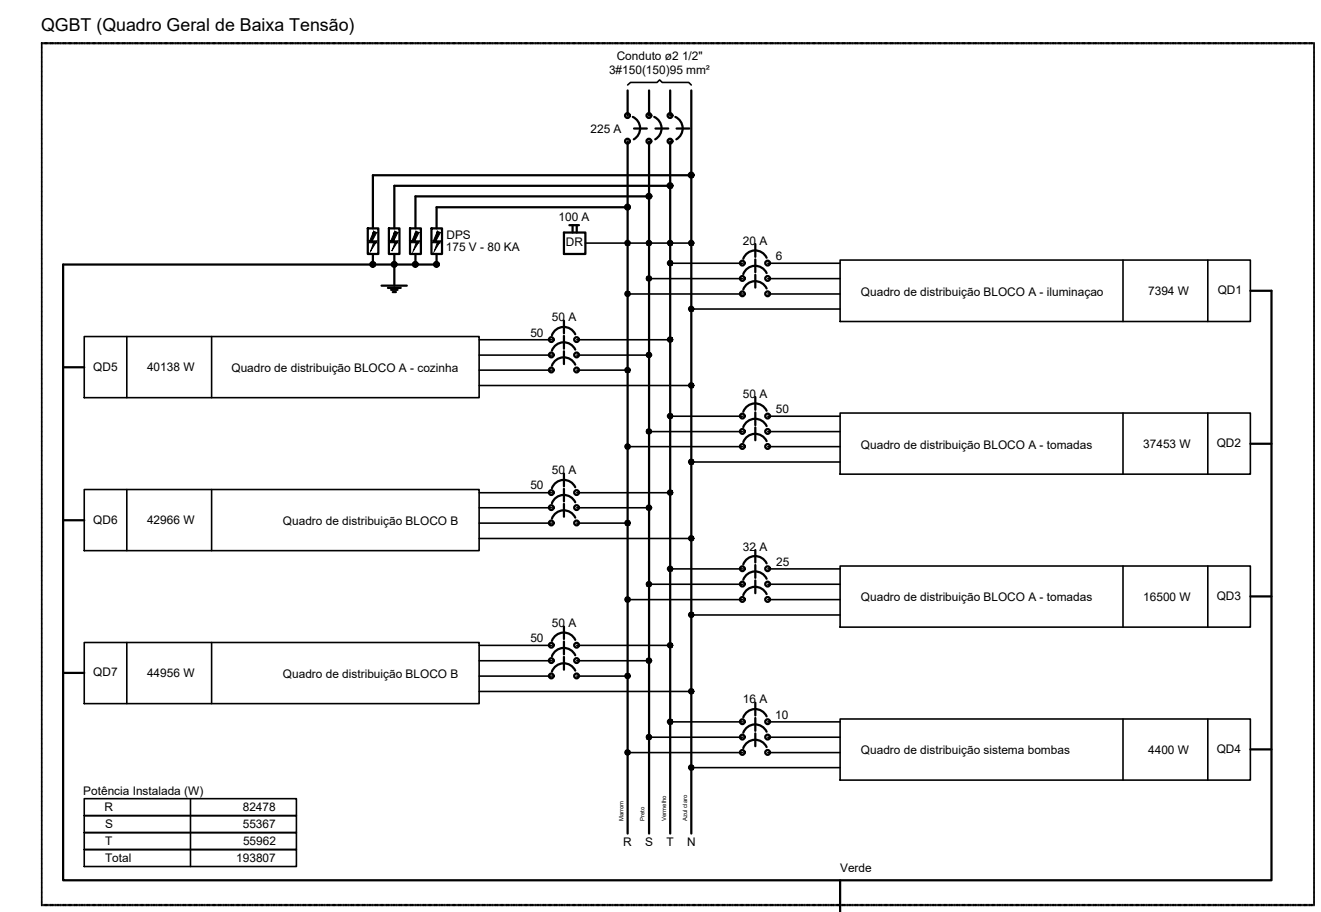 QGBT (Quadro Geral de Baixa Tensão)
Conduto ø2 1/2"
3#150(150)95 mm²
225 A
DPS
175 V - 80 KA
100 A
DR
20 A
6
Quadro de distribuição BLOCO A - iluminaçao
7394 W
QD1
50 A
50
QD5
40138 W
Quadro de distribuição BLOCO A - cozinha
50 A
50
Quadro de distribuição BLOCO A - tomadas
37453 W
QD2
50 A
50
QD6
42966 W
Quadro de distribuição BLOCO B
32 A
25
Quadro de distribuição BLOCO A - tomadas
16500 W
QD3
50 A
50
QD7
44956 W
Quadro de distribuição BLOCO B
16 A
10
Quadro de distribuição sistema bombas
4400 W
QD4
Potência Instalada (W)
R 82478
S 55367
T 55962
Total 193807
Marrom
Preto
Vermelho
Azul claro
R S T N
Verde